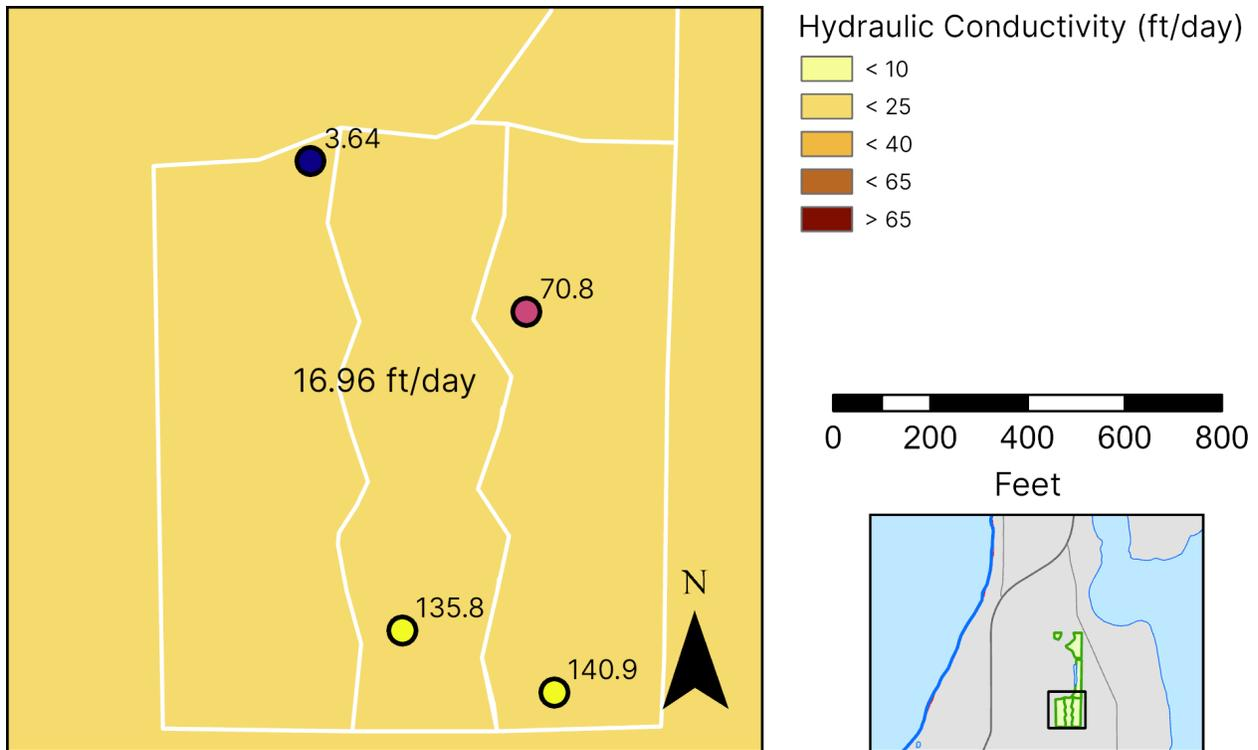 Hydraulic Conductivity (ft/day)
< 10
< 25
< 40
< 65
> 65
3.64
70.8
16.96 ft/day
135.8
140.9
N
0 200 400 600 800
Feet